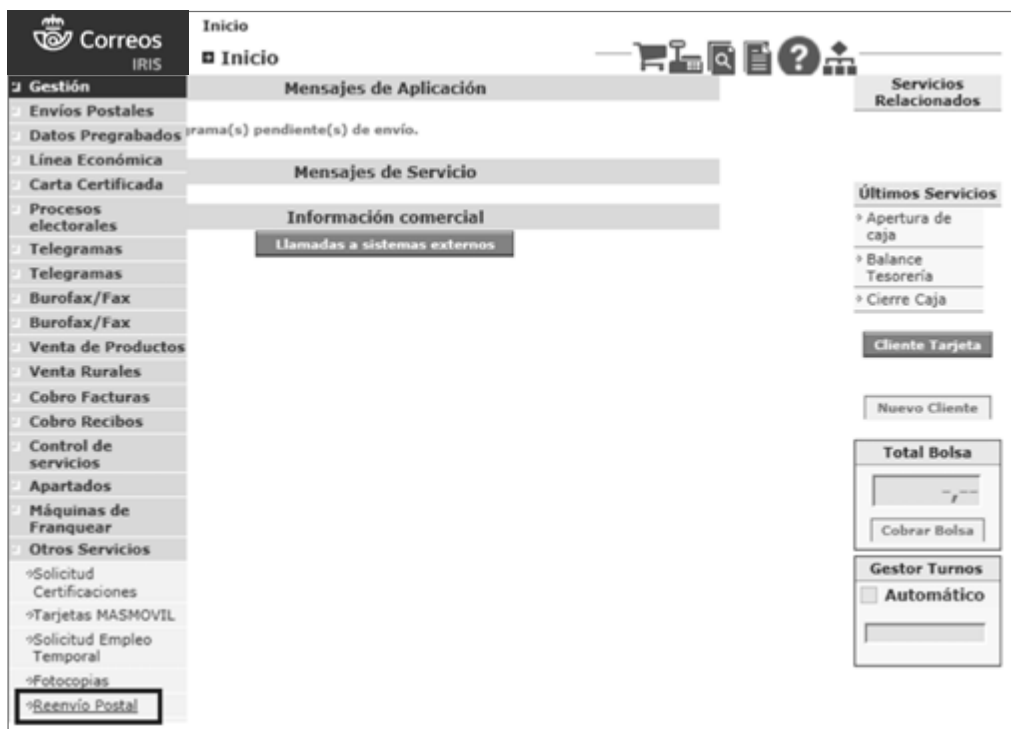 Correos
IRIS
Inicio
Inicio
Gestión
Envíos Postales
Datos Pregrabados
Línea Económica
Carta Certificada
Procesos
electorales
Telegramas
Telegramas
Burofax/Fax
Burofax/Fax
Venta de Productos
Venta Rurales
Cobro Facturas
Cobro Recibos
Control de
servicios
Apartados
Máquinas de
Franquear
Otros Servicios
Solicitud
Certificaciones
Tarjetas MASMOVIL
Solicitud Empleo
Temporal
Fotocopias
Reenvío Postal
Mensajes de Aplicación
rama(s) pendiente(s) de envío.
Mensajes de Servicio
Información comercial
Llamadas a sistemas externos
Servicios
Relacionados
Últimos Servicios
Apertura de
caja
Balance
Tesorería
Cierre Caja
Cliente Tarjeta
Nuevo Cliente
Total Bolsa
-,--
Cobrar Bolsa
Gestor Turnos
Automático